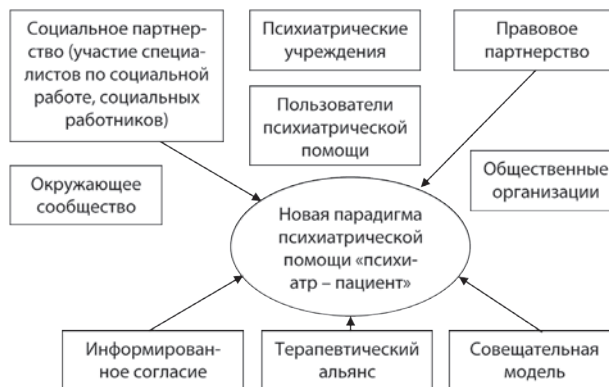 Социальное партнер-
ство (участие специа-
листов по социальной
работе, социальных
работников)
Психиатрические
учреждения
Правовое
партнерство
Пользователи
психиатрической
помощи
Окружающее
сообщество
Общественные
организации
Новая парадигма
психиатрической
помощи «психи-
атр – пациент»
Информирован-
ное согласие
Терапевтический
альянс
Совещательная
модель